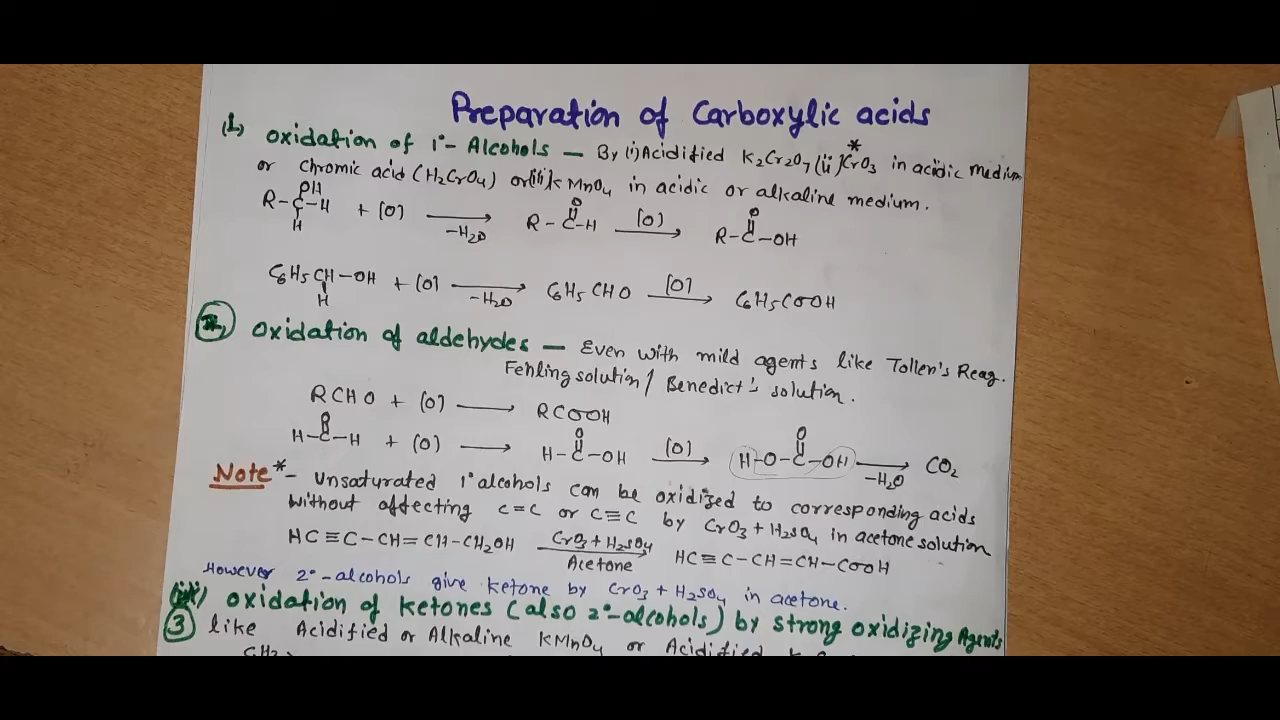 Preparation of Carboxylic acids
(1) Oxidation of 1°- Alcohols — By (i) Acidified K2Cr2O7 (ii) *CrO3 in acidic medium
or Chromic acid (H2CrO4) or (iii) KMnO4 in acidic or alkaline medium.
OH O O
R-C-H + [O] ⟶ R-C-H [O]⟶ R-C-OH
H -H2O
C6H5CH-OH + [O] ⟶ C6H5CHO [O]⟶ C6H5COOH
H -H2O
2, Oxidation of aldehydes — Even with mild agents like Tollen's Reag.
Fehling solution / Benedict's solution.
RCHO + [O] ⟶ RCOOH
O O O
H-C-H + [O] ⟶ H-C-OH [O]⟶ H-O-C-OH ⟶ CO2
-H2O
Note*- Unsaturated 1° alcohols can be oxidized to corresponding acids
without affecting C=C or C≡C by CrO3 + H2SO4 in acetone solution
HC≡C-CH=CH-CH2OH CrO3 + H2SO4⟶ HC≡C-CH=CH-COOH
Acetone
However 2°-alcohols give ketone by CrO3 + H2SO4 in acetone.
3 Oxidation of ketones (also 2°-alcohols) by strong oxidizing Agents
like Acidified or Alkaline KMnO4 or Acidified
CH3